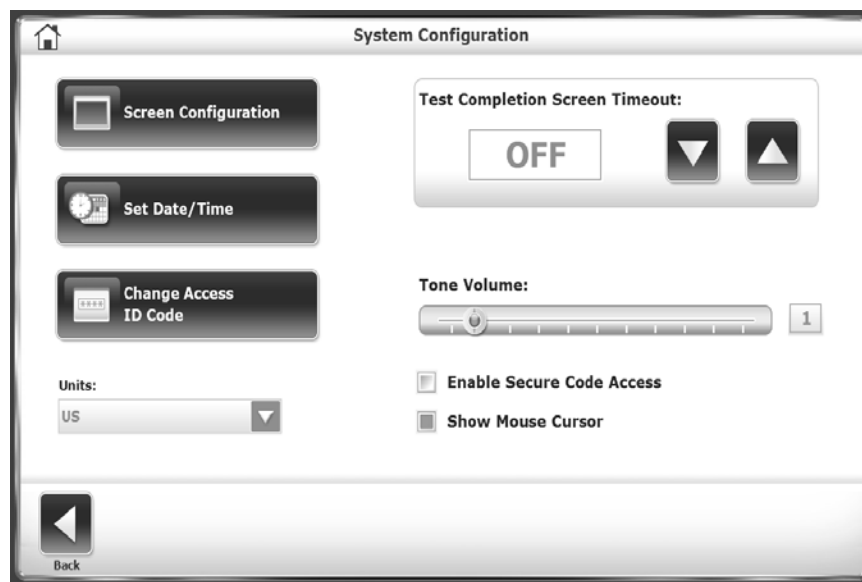 System Configuration
Screen Configuration
Set Date/Time
Change Access
ID Code
Units:
US
Test Completion Screen Timeout:
OFF
Tone Volume:
1
Enable Secure Code Access
Show Mouse Cursor
Back